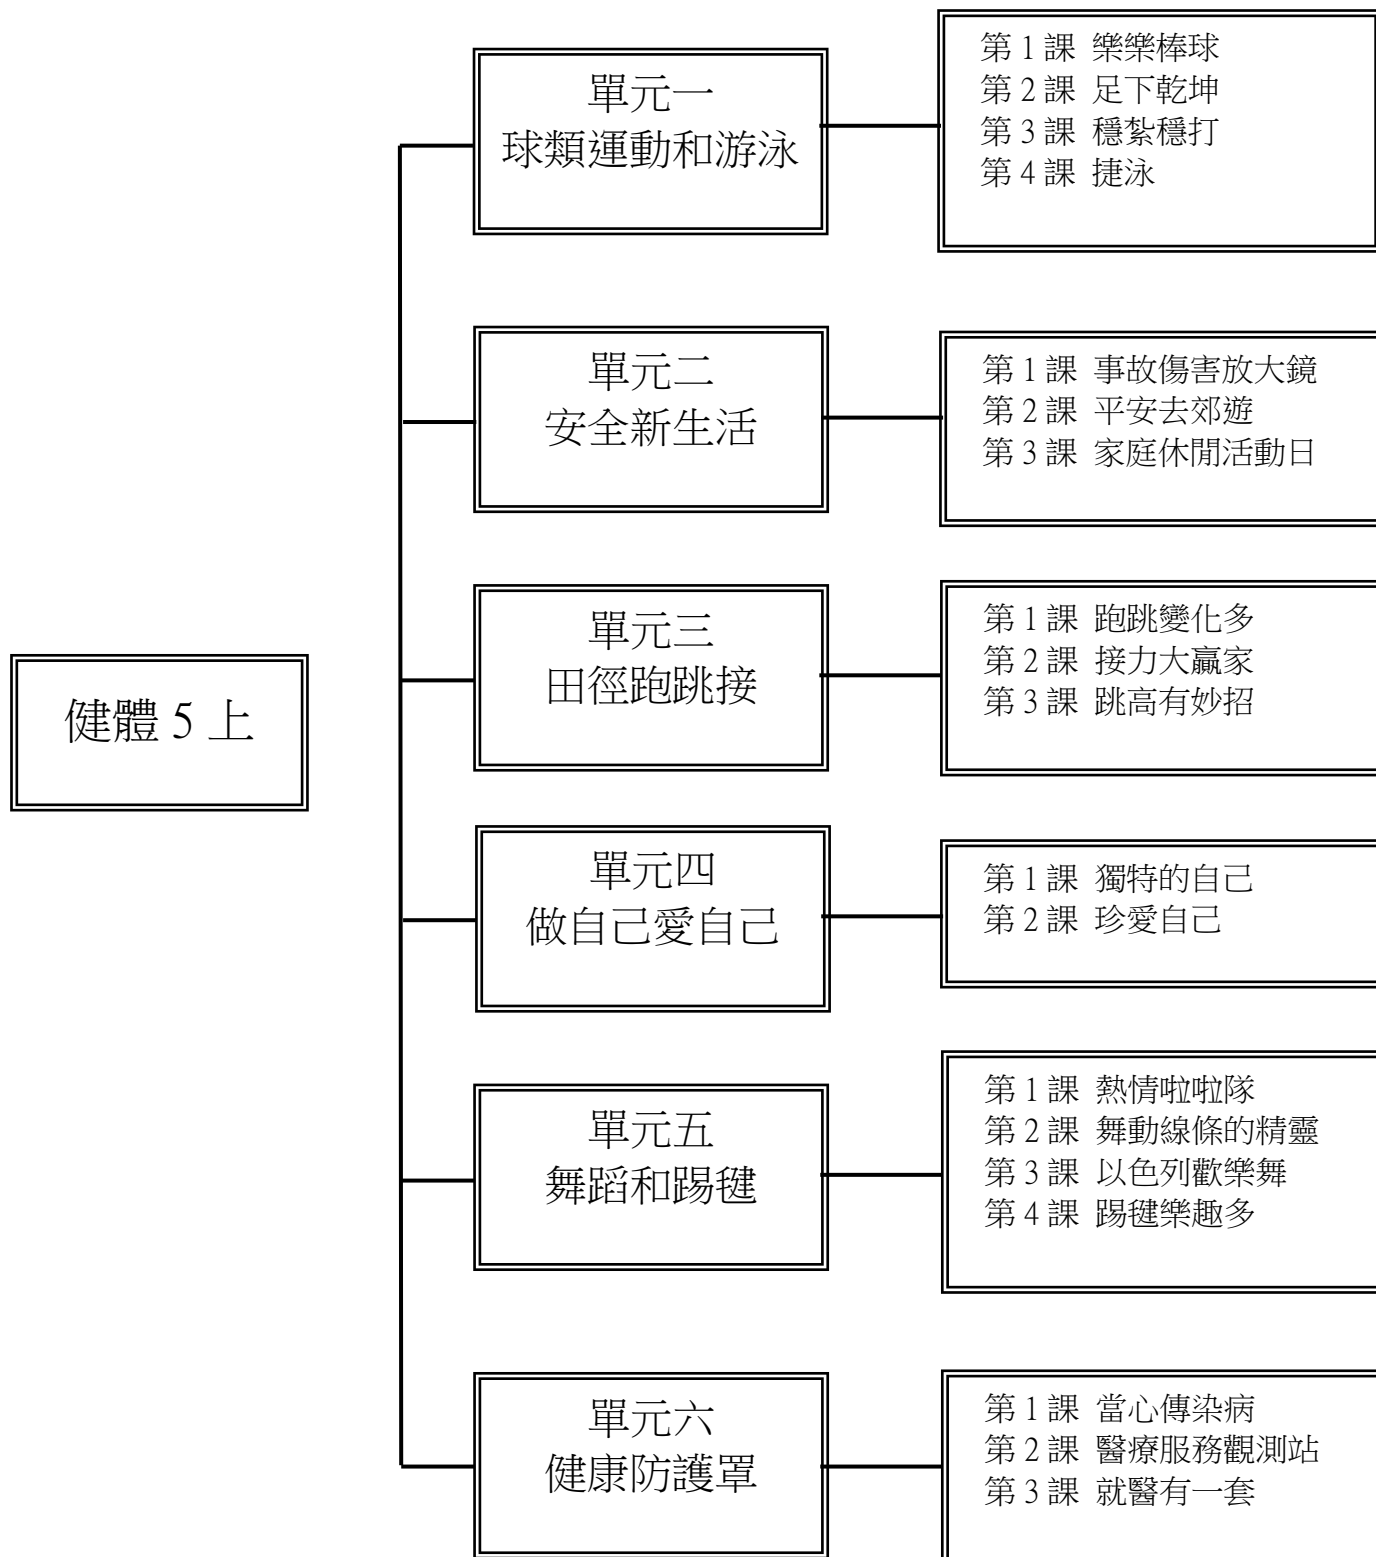 健體 5 上
單元一
球類運動和游泳
第 1 課 樂樂棒球
第 2 課 足下乾坤
第 3 課 穩紮穩打
第 4 課 捷泳
單元二
安全新生活
第 1 課 事故傷害放大鏡
第 2 課 平安去郊遊
第 3 課 家庭休閒活動日
單元三
田徑跑跳接
第 1 課 跑跳變化多
第 2 課 接力大贏家
第 3 課 跳高有妙招
單元四
做自己愛自己
第 1 課 獨特的自己
第 2 課 珍愛自己
單元五
舞蹈和踢毽
第 1 課 熱情啦啦隊
第 2 課 舞動線條的精靈
第 3 課 以色列歡樂舞
第 4 課 踢毽樂趣多
單元六
健康防護罩
第 1 課 當心傳染病
第 2 課 醫療服務觀測站
第 3 課 就醫有一套